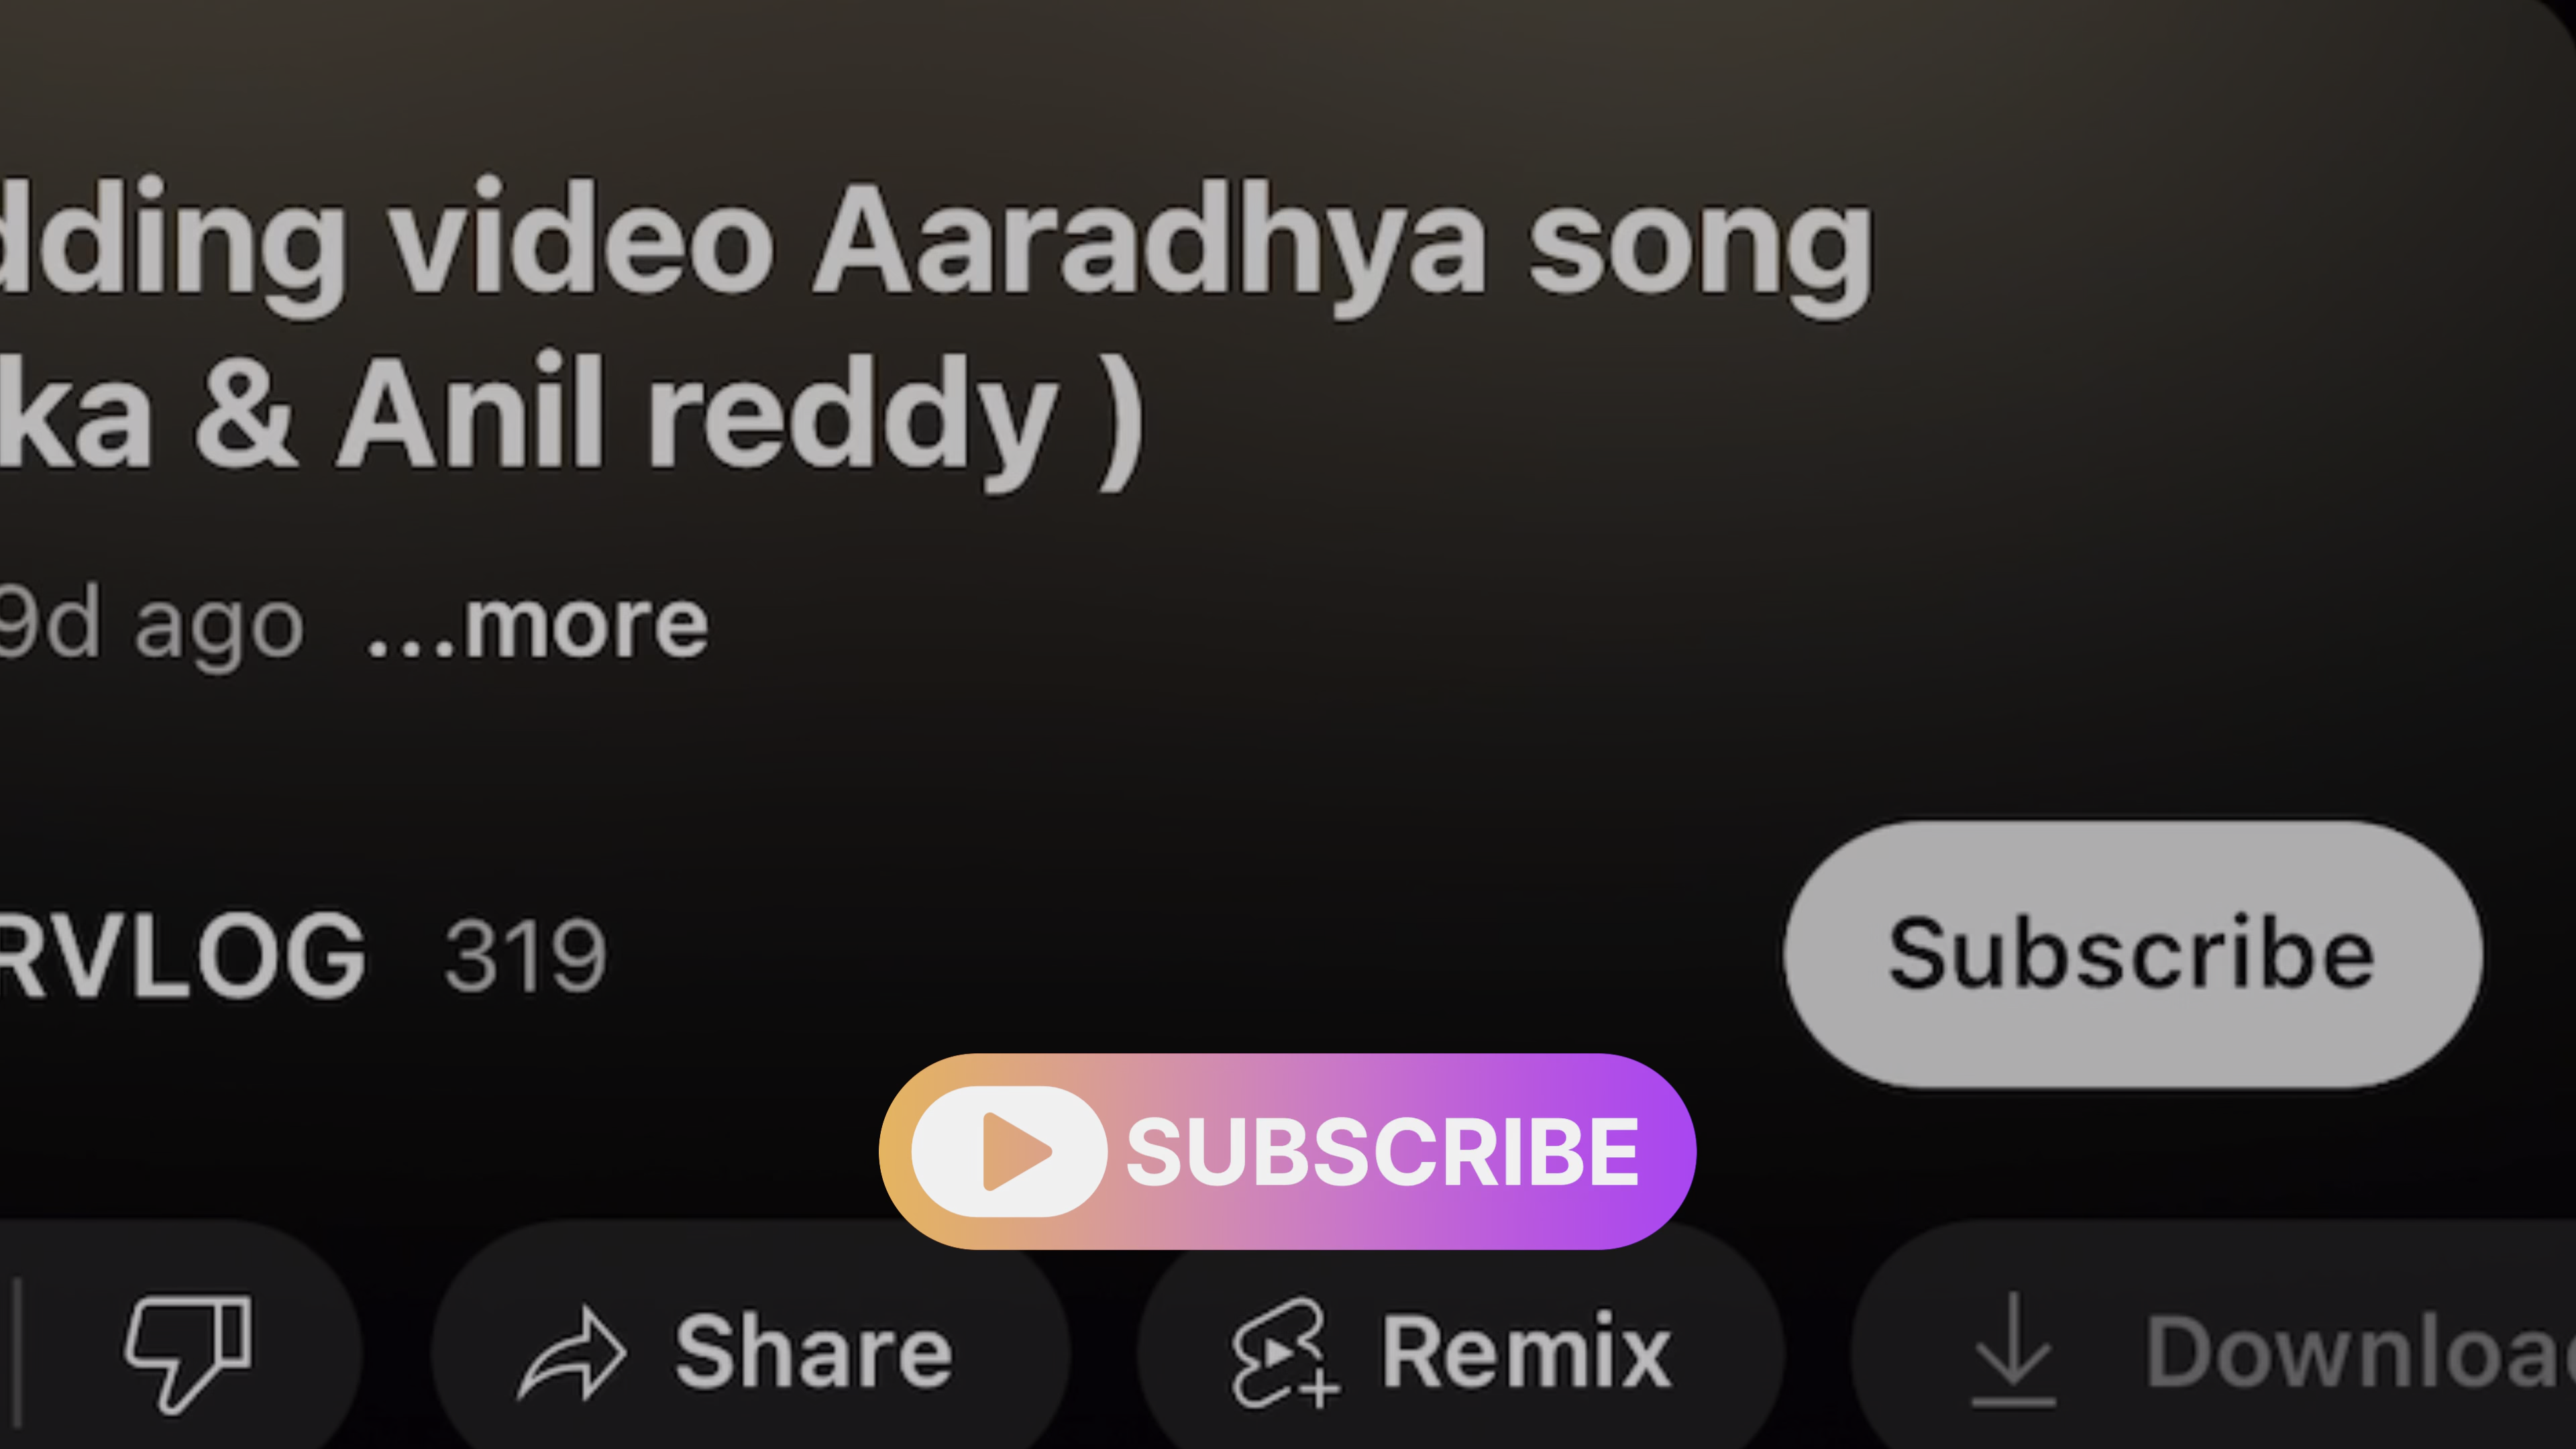 dding video Aaradhya song
ka & Anil reddy )
9d ago ...more
RVLOG 319
Subscribe
SUBSCRIBE
Share
Remix
Downloa